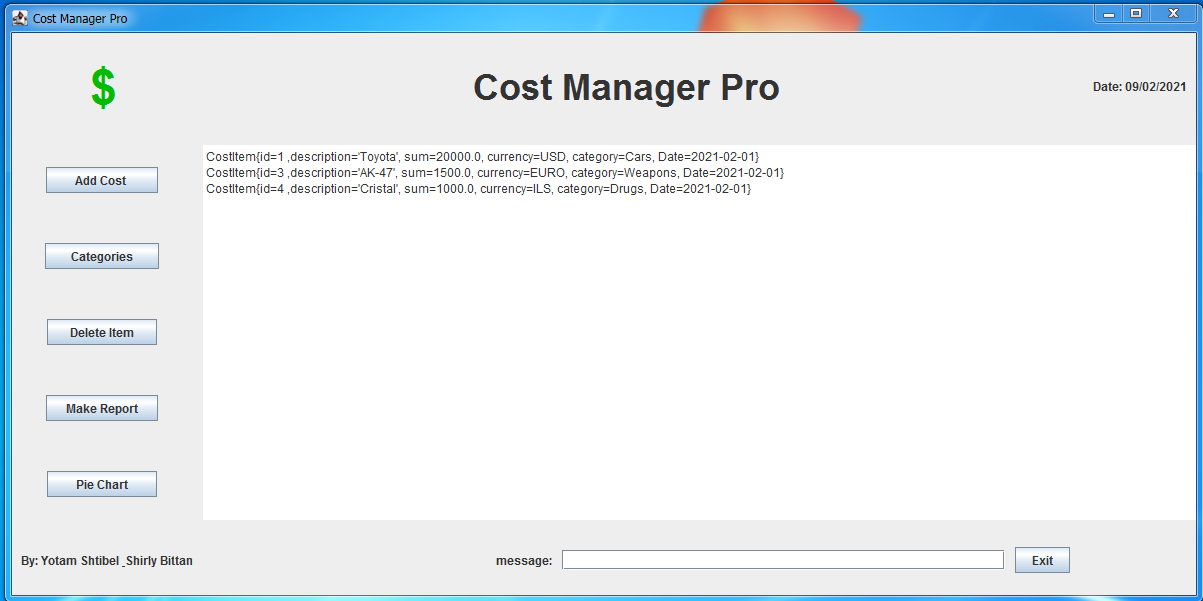 Cost Manager Pro
$
Cost Manager Pro
Date: 09/02/2021
Add Cost
Categories
Delete Item
Make Report
Pie Chart
CostItem{id=1 ,description='Toyota', sum=20000.0, currency=USD, category=Cars, Date=2021-02-01}
CostItem{id=3 ,description='AK-47', sum=1500.0, currency=EURO, category=Weapons, Date=2021-02-01}
CostItem{id=4 ,description='Cristal', sum=1000.0, currency=ILS, category=Drugs, Date=2021-02-01}
By: Yotam Shtibel _Shirly Bittan
message:
Exit